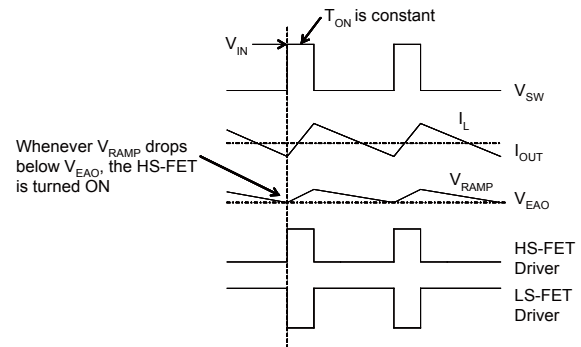 T_ON is constant
V_IN
V_SW
I_L
I_OUT
Whenever V_RAMP drops
below V_EAO, the HS-FET
is turned ON
V_RAMP
V_EAO
HS-FET
Driver
LS-FET
Driver